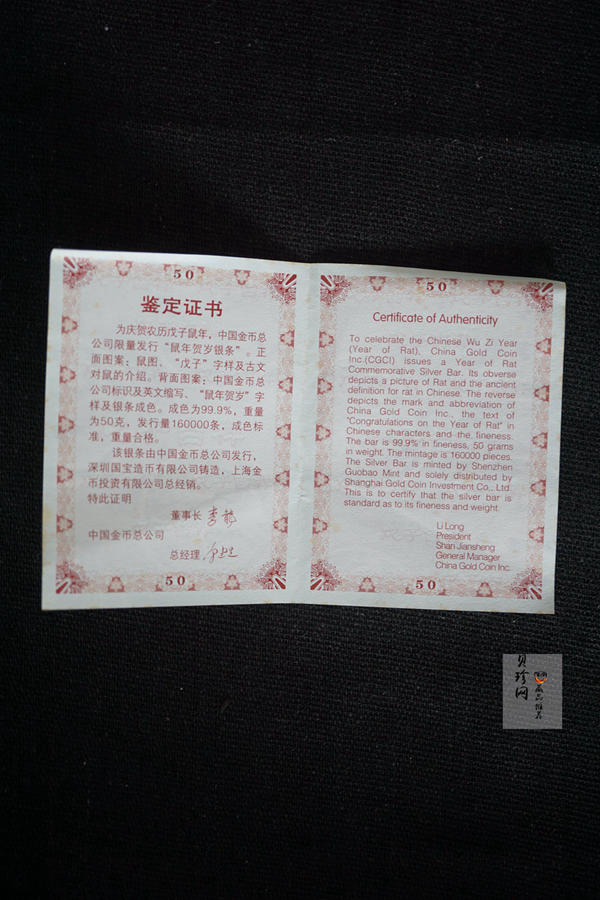 50
鉴定证书
为庆贺农历戊子鼠年，中国金币总
公司限量发行“鼠年贺岁银条”。正
面图案：鼠图、“戊子”字样及古文
对鼠的介绍。背面图案：中国金币总
公司标识及英文缩写、“鼠年贺岁”字
样及银条成色。成色为99.9%，重量
为50克，发行量160000条，成色标
准，重量合格。
该银条由中国金币总公司发行，
深圳国宝造币有限公司铸造，上海金
币投资有限公司总经销。
特此证明
董事长 李龙
中国金币总公司
总经理
50
50
Certificate of Authenticity
To celebrate the Chinese Wu Zi Year
(Year of Rat), China Gold Coin
Inc.(CGCI) issues a Year of Rat
Commemorative Silver Bar. Its obverse
depicts a picture of Rat and the ancient
definition for rat in Chinese. The reverse
depicts the mark and abbreviation of
China Gold Coin Inc., the text of
"Congratulations on the Year of Rat" in
Chinese characters and the fineness.
The bar is 99.9% in fineness, 50 grams
in weight. The mintage is 160000 pieces.
The Silver Bar is minted by Shenzhen
Guobao Mint and solely distributed by
Shanghai Gold Coin Investment Co., Ltd.
This is to certify that the silver bar is
standard as to its fineness and weight.
Li Long
President
Shan Jiansheng
General Manager
China Gold Coin Inc.
50
贝珍网
藏品推荐